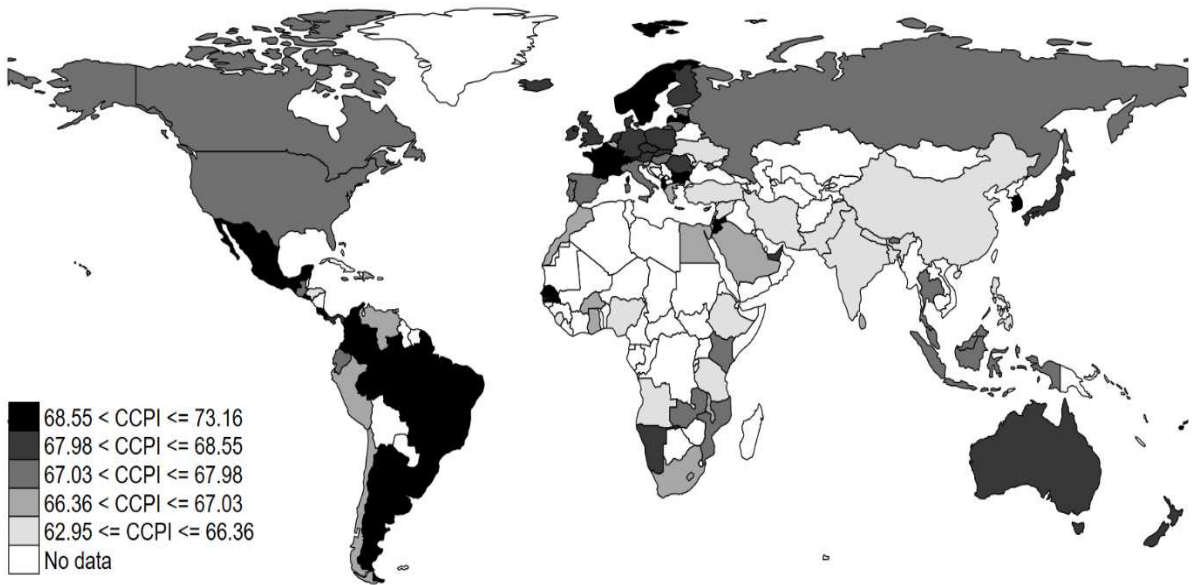 68.55 < CCPI <= 73.16
67.98 < CCPI <= 68.55
67.03 < CCPI <= 67.98
66.36 < CCPI <= 67.03
62.95 <= CCPI <= 66.36
No data